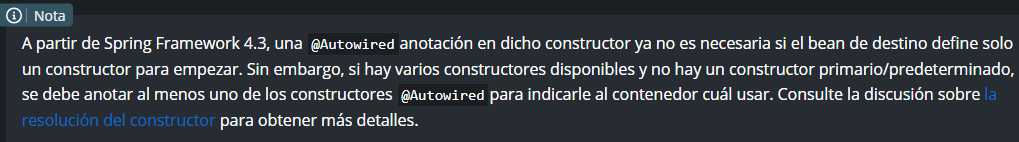 Nota
A partir de Spring Framework 4.3, una @Autowired anotación en dicho constructor ya no es necesaria si el bean de destino define solo
un constructor para empezar. Sin embargo, si hay varios constructores disponibles y no hay un constructor primario/predeterminado,
se debe anotar al menos uno de los constructores @Autowired para indicarle al contenedor cuál usar. Consulte la discusión sobre la
resolución del constructor para obtener más detalles.